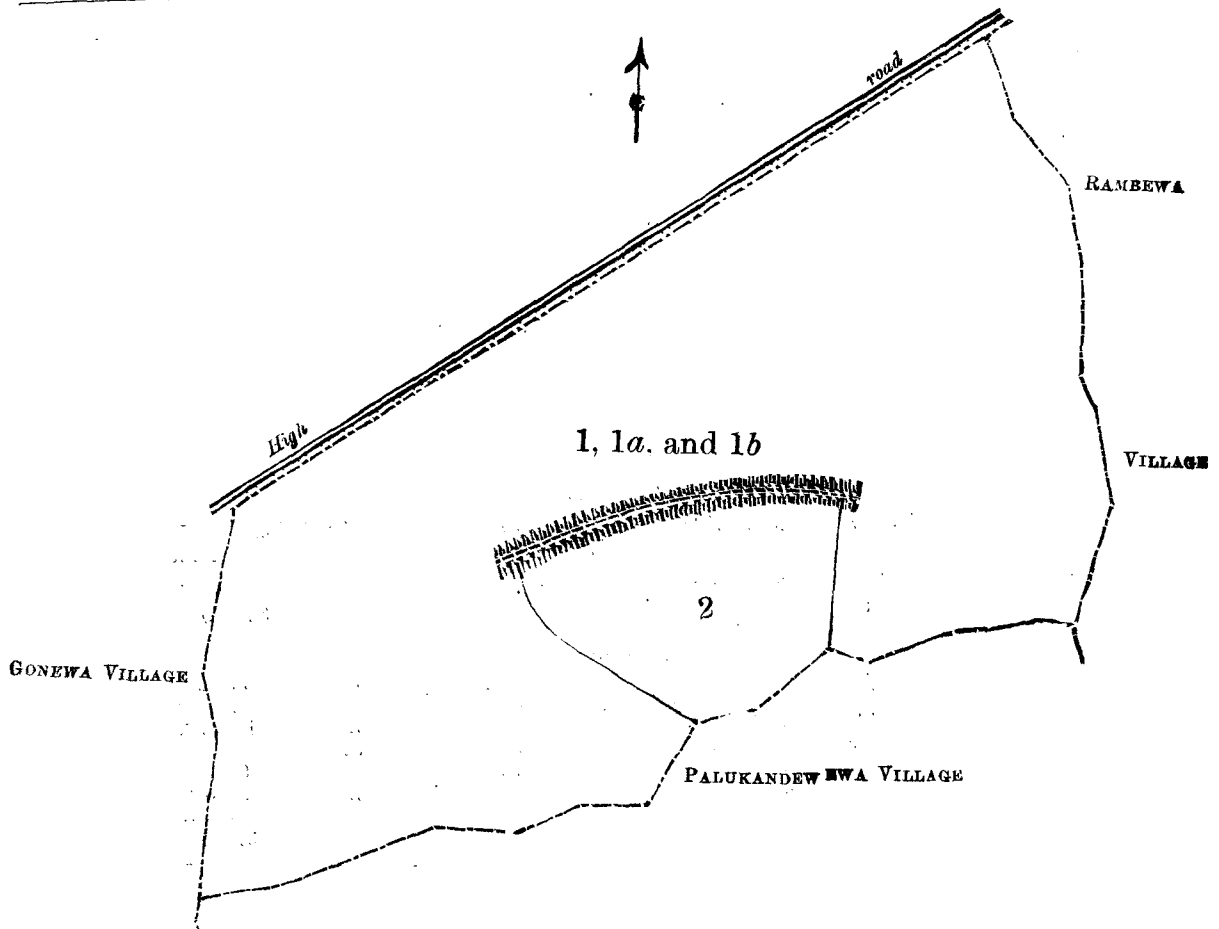 road
RAMBEWA
High
1, 1a. and 1b
VILLAGE
2
GONEWA VILLAGE
PALUKANDEWEWA VILLAGE